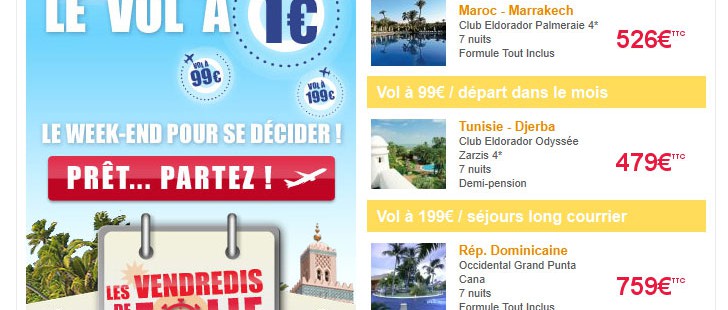 LE VOL À
1€
VOL À
99€
VOL À
199€
LE WEEK-END POUR SE DÉCIDER !
PRÊT... PARTEZ !
LES VENDREDIS
DE
Maroc - Marrakech
Club Eldorador Palmeraie 4*
7 nuits
Formule Tout Inclus
526€TTC
Vol à 99€ / départ dans le mois
Tunisie - Djerba
Club Eldorador Odyssée
Zarzis 4*
7 nuits
Demi-pension
479€TTC
Vol à 199€ / séjours long courrier
Rép. Dominicaine
Occidental Grand Punta
Cana
7 nuits
Formule Tout Inclus
759€TTC